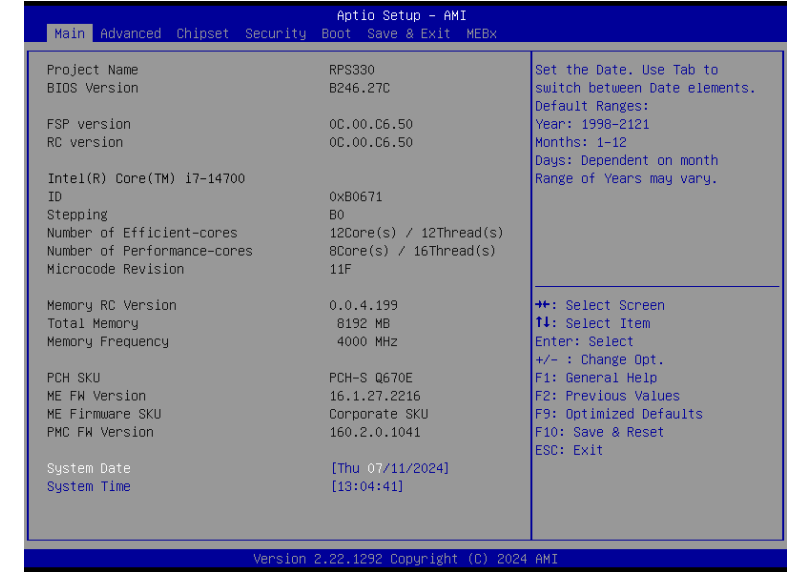 Aptio Setup – AMI
Main Advanced Chipset Security Boot Save & Exit MEBx
Project Name RPS330
BIOS Version B246.27C
FSP version 0C.00.C6.50
RC version 0C.00.C6.50
Intel(R) Core(TM) i7-14700
ID 0xB0671
Stepping B0
Number of Efficient-cores 12Core(s) / 12Thread(s)
Number of Performance-cores 8Core(s) / 16Thread(s)
Microcode Revision 11F
Memory RC Version 0.0.4.199
Total Memory 8192 MB
Memory Frequency 4000 MHz
PCH SKU PCH-S Q670E
ME FW Version 16.1.27.2216
ME Firmware SKU Corporate SKU
PMC FW Version 160.2.0.1041
System Date [Thu 07/11/2024]
System Time [13:04:41]
Set the Date. Use Tab to
switch between Date elements.
Default Ranges:
Year: 1998-2121
Months: 1-12
Days: Dependent on month
Range of Years may vary.
→←: Select Screen
↑↓: Select Item
Enter: Select
+/- : Change Opt.
F1: General Help
F2: Previous Values
F9: Optimized Defaults
F10: Save & Reset
ESC: Exit
Version 2.22.1292 Copyright (C) 2024 AMI